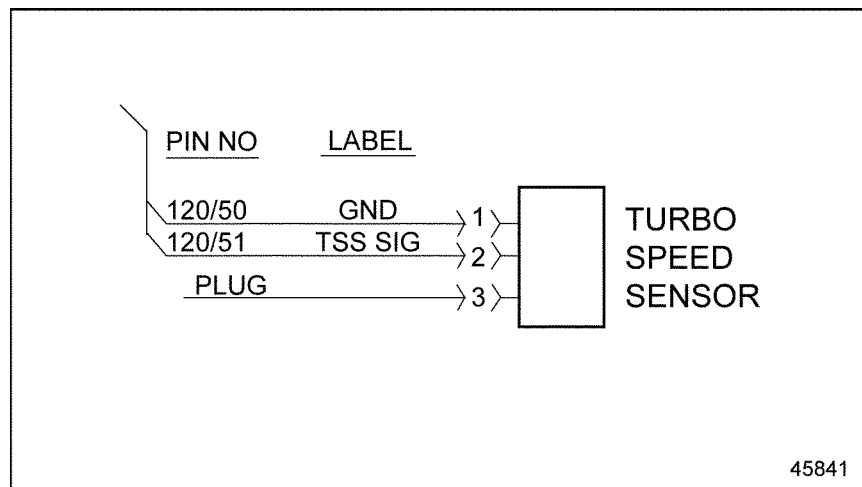 PIN NO LABEL
120/50 GND 1 TURBO
120/51 TSS SIG 2 SPEED
PLUG 3 SENSOR
45841